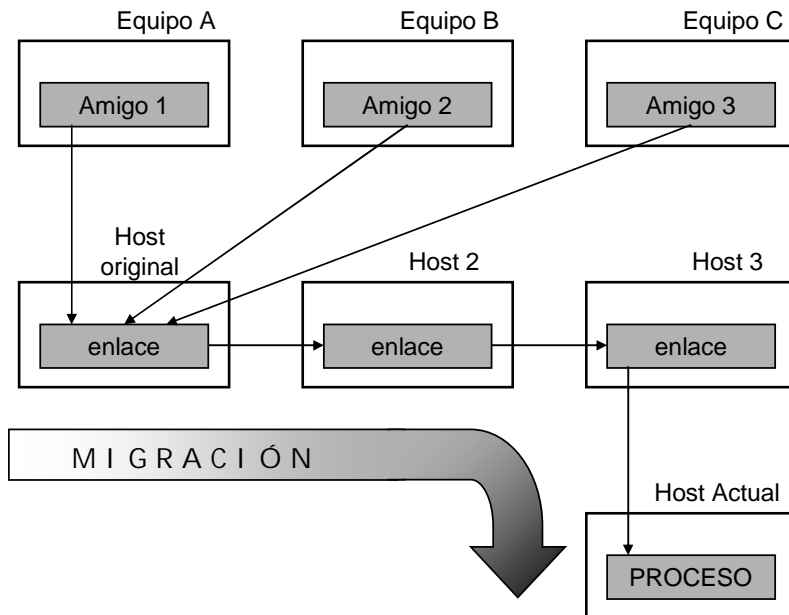 Equipo A
Equipo B
Equipo C
Amigo 1
Amigo 2
Amigo 3
Host
original
Host 2
Host 3
enlace
enlace
enlace
MIGRACIÓN
Host Actual
PROCESO